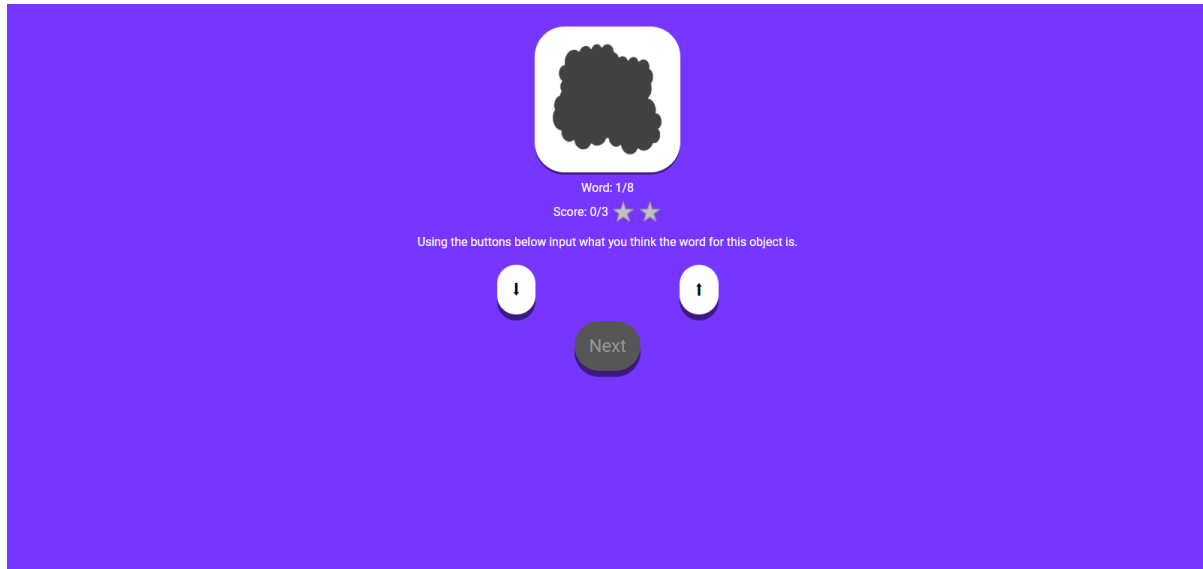 Word: 1/8
Score: 0/3
Using the buttons below input what you think the word for this object is.
Next